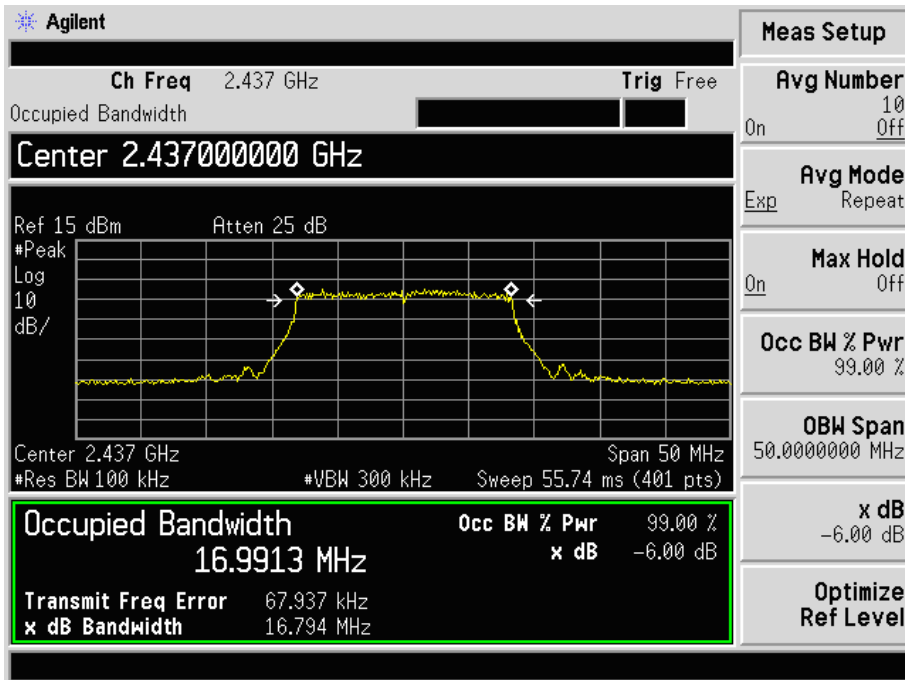 Agilent
Ch Freq 2.437 GHz Trig Free
Occupied Bandwidth
Center 2.437000000 GHz
Ref 15 dBm Atten 25 dB
#Peak
Log
10
dB/
Center 2.437 GHz Span 50 MHz
#Res BW 100 kHz #VBW 300 kHz Sweep 55.74 ms (401 pts)
Occupied Bandwidth Occ BW % Pwr 99.00 %
16.9913 MHz x dB -6.00 dB
Transmit Freq Error 67.937 kHz
x dB Bandwidth 16.794 MHz
Meas Setup
Avg Number
10
On Off
Avg Mode
Exp Repeat
Max Hold
On Off
Occ BW % Pwr
99.00 %
OBW Span
50.0000000 MHz
x dB
-6.00 dB
Optimize
Ref Level